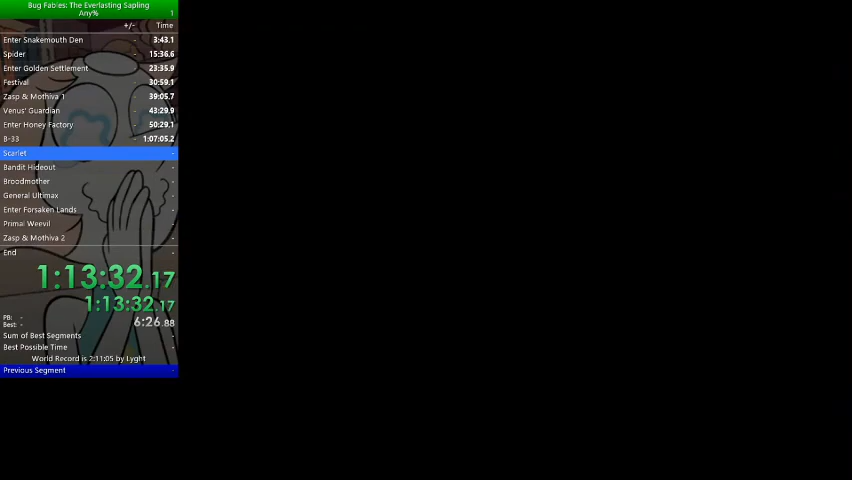 Bug Fables: The Everlasting Sapling
Any% 1
+/- Time
Enter Snakemouth Den - 3:43.1
Spider - 15:36.6
Enter Golden Settlement - 23:35.9
Festival - 30:59.1
Zasp & Mothiva 1 - 39:05.7
Venus' Guardian - 43:29.9
Enter Honey Factory - 50:29.1
B-33 - 1:07:05.2
Scarlet -
Bandit Hideout -
Broodmother -
General Ultimax -
Enter Forsaken Lands -
Primal Weevil -
Zasp & Mothiva 2 -
End -
1:13:32.17
1:13:32.17
PB: -
Best: - 6:26.88
Sum of Best Segments -
Best Possible Time -
World Record is 2:11:05 by Lyght
Previous Segment -